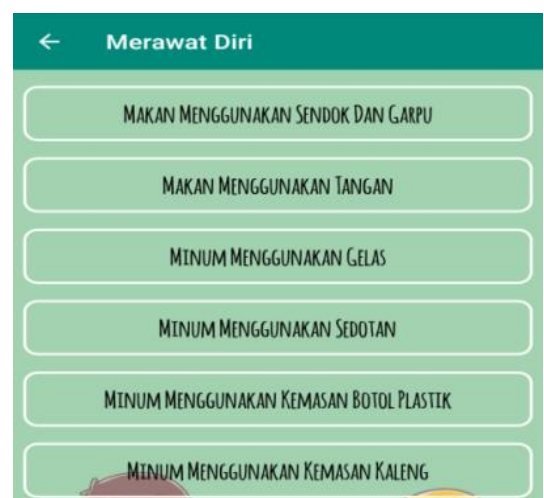 Merawat Diri
Makan Menggunakan Sendok Dan Garpu
Makan Menggunakan Tangan
Minum Menggunakan Gelas
Minum Menggunakan Sedotan
Minum Menggunakan Kemasan Botol Plastik
Minum Menggunakan Kemasan Kaleng